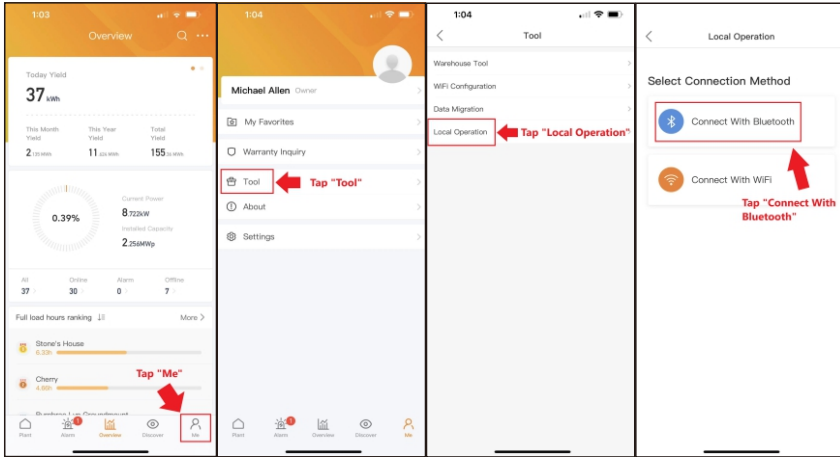 1:03
Overview
Today Yield
37 kWh
This Month Yield
This Year Yield
Total Yield
2
11
155
0.39%
Current Power
8.722kW
Installed Capacity
2.256MWp
All
Online
Alarm
Offline
37
30
0
7
Full load hours ranking
More
Stone's House
Cherry
Tap "Me"
1
Plant
Alarm
Overview
Discover
Me
1:04
Michael Allen Owner
My Favorites
Warranty Inquiry
Tool
Tap "Tool"
About
Settings
1
Plant
Alarm
Overview
Discover
Me
1:04
Tool
Warehouse Tool
WiFi Configuration
Data Migration
Local Operation
Tap "Local Operation"
Local Operation
Select Connection Method
Connect With Bluetooth
Connect With WiFi
Tap "Connect With
Bluetooth"